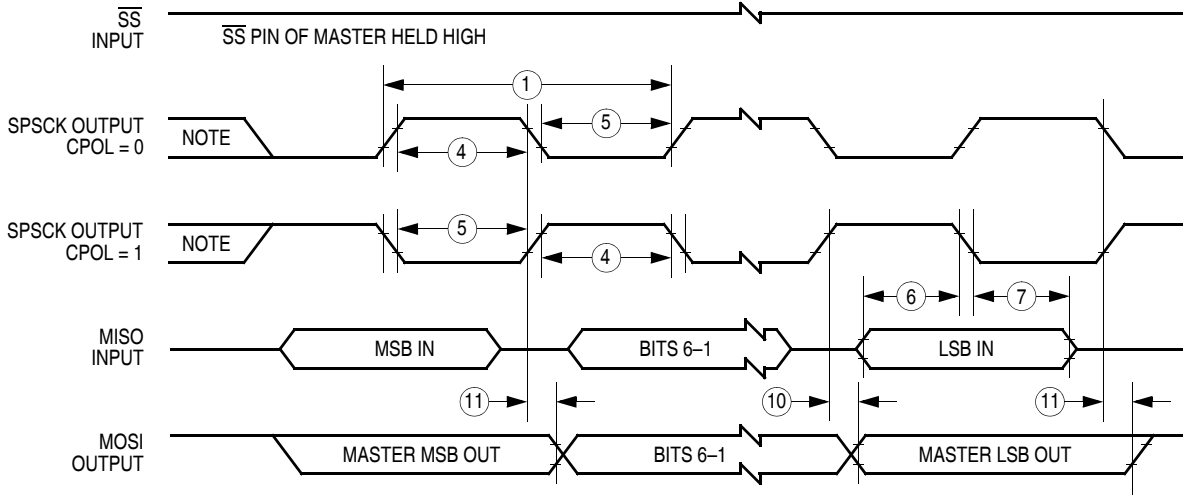 SS
INPUT
SS PIN OF MASTER HELD HIGH
1
SPSCK OUTPUT
CPOL = 0
NOTE
5
4
SPSCK OUTPUT
CPOL = 1
NOTE
5
4
6
7
MISO
INPUT
MSB IN
BITS 6–1
LSB IN
11
10
11
MOSI
OUTPUT
MASTER MSB OUT
BITS 6–1
MASTER LSB OUT